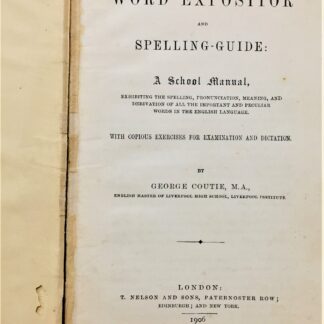 WORD EXPOSITOR
AND
SPELLING-GUIDE:
A School Manual,
EXHIBITING THE SPELLING, PRONUNCIATION, MEANING, AND
DERIVATION OF ALL THE IMPORTANT AND PECULIAR
WORDS IN THE ENGLISH LANGUAGE.
WITH COPIOUS EXERCISES FOR EXAMINATION AND DICTATION.
BY
GEORGE COUTIE, M.A.,
ENGLISH MASTER OF LIVERPOOL HIGH SCHOOL, LIVERPOOL INSTITUTE.
LONDON:
T. NELSON AND SONS, PATERNOSTER ROW;
EDINBURGH; AND NEW YORK.
1906